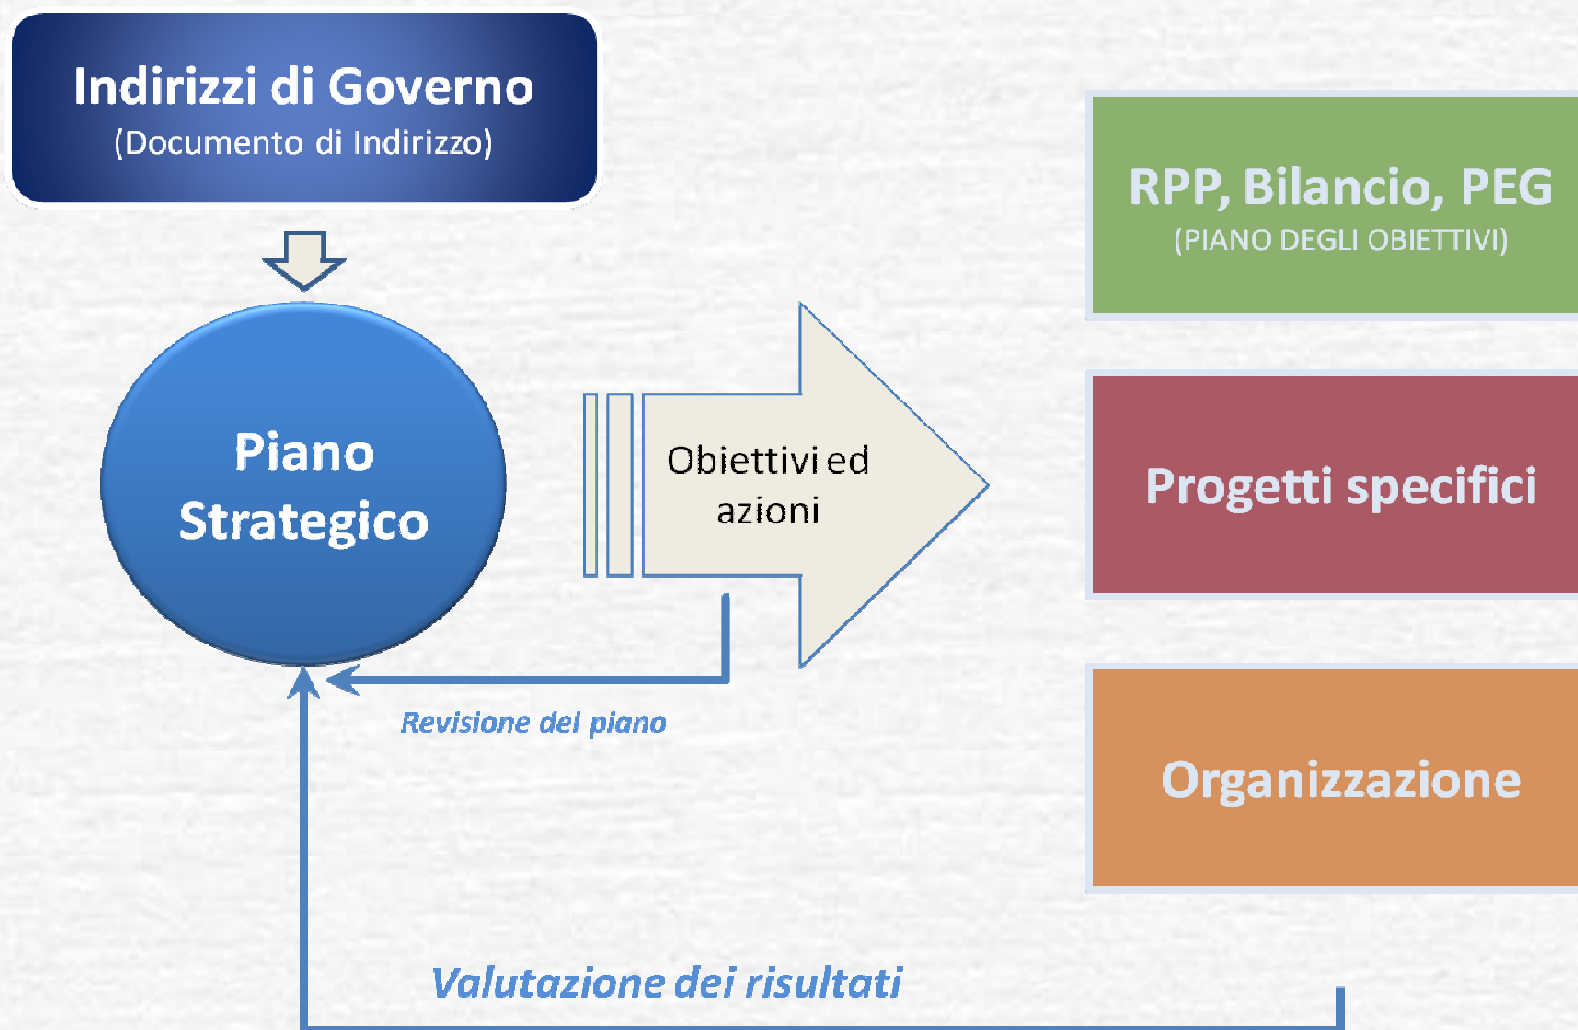 Indirizzi di Governo
(Documento di Indirizzo)
Piano
Strategico
Obiettivi ed
azioni
Revisione del piano
RPP, Bilancio, PEG
(PIANO DEGLI OBIETTIVI)
Progetti specifici
Organizzazione
Valutazione dei risultati